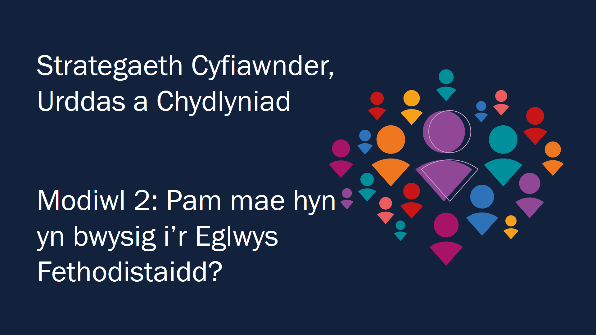 Strategaeth Cyfiawnder,
Urddas a Chydlyniad
Modiwl 2: Pam mae hyn
yn bwysig i’r Eglwys
Fethodistaidd?